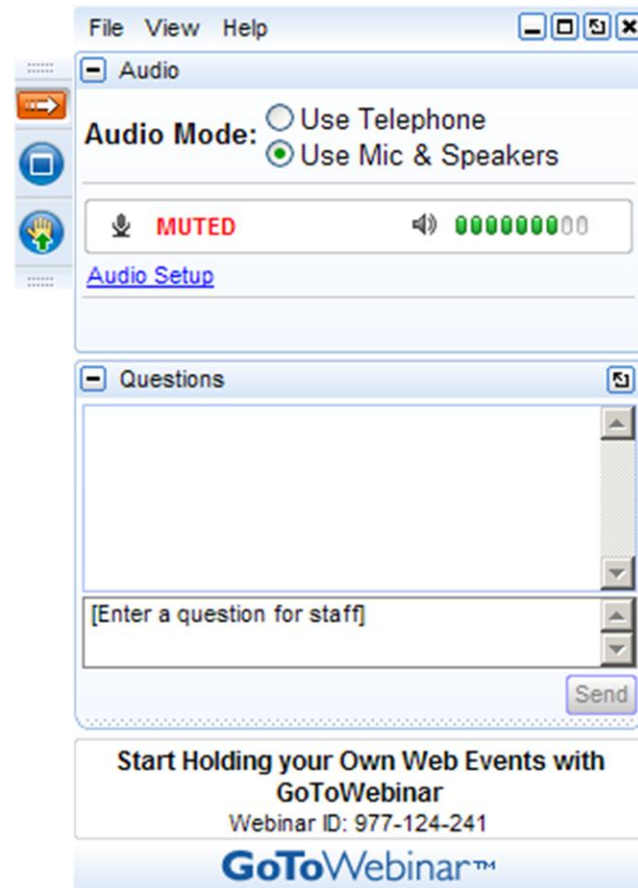 File View Help
Audio
Audio Mode:
Use Telephone
Use Mic & Speakers
MUTED
Audio Setup
Questions
[Enter a question for staff]
Send
Start Holding your Own Web Events with
GoToWebinar
Webinar ID: 977-124-241
GoToWebinar™